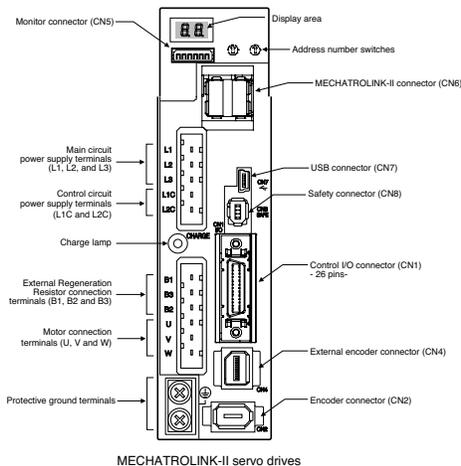 Monitor connector (CN5)
Display area
Address number switches
MECHATROLINK-II connector (CN6)
Main circuit
power supply terminals
(L1, L2, and L3)
Control circuit
power supply terminals
(L1C and L2C)
Charge lamp
External Regeneration
Resistor connection
terminals (B1, B2 and B3)
Motor connection
terminals (U, V and W)
Protective ground terminals
L1
L2
L3
L1C
L2C
CHARGE
B1
B3
B2
U
V
W
8.8.
USB connector (CN7)
CN7
Safety connector (CN8)
CN8
SAFE
CN1
I/O
Control I/O connector (CN1)
- 26 pins-
External encoder connector (CN4)
CN4
Encoder connector (CN2)
CN2
MECHATROLINK-II servo drives